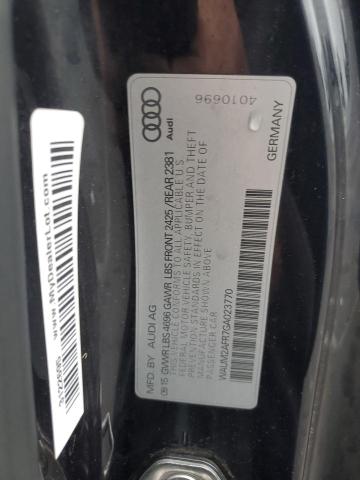 4010696
Audi
GERMANY
MFD. BY AUDI AG
09/15 GVWR LBS 4696 GAWR LBS FRONT 2425 / REAR 2381
THIS VEHICLE CONFORMS TO ALL APPLICABLE U.S.
FEDERAL MOTOR VEHICLE SAFETY, BUMPER AND THEFT
PREVENTION STANDARDS IN EFFECT ON THE DATE OF
MANUFACTURE SHOWN ABOVE.
PASSENGER CAR
WAUM2AFR7GA023770
www.MyDealerLot.com